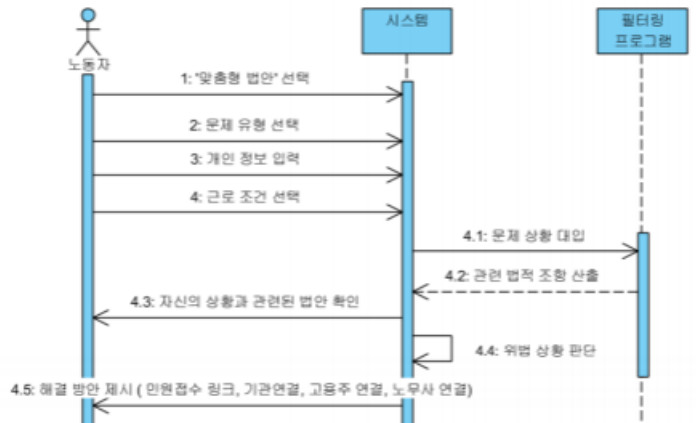 시스템
필터링
프로그램
노동자
1: "맞춤형 법안" 선택
2: 문제 유형 선택
3: 개인 정보 입력
4: 근로 조건 선택
4.1: 문제 상황 대입
4.2: 관련 법적 조항 산출
4.3: 자신의 상황과 관련된 법안 확인
4.4: 위법 상황 판단
4.5: 해결 방안 제시 ( 민원접수 링크, 기관연결, 고용주 연결, 노무사 연결)